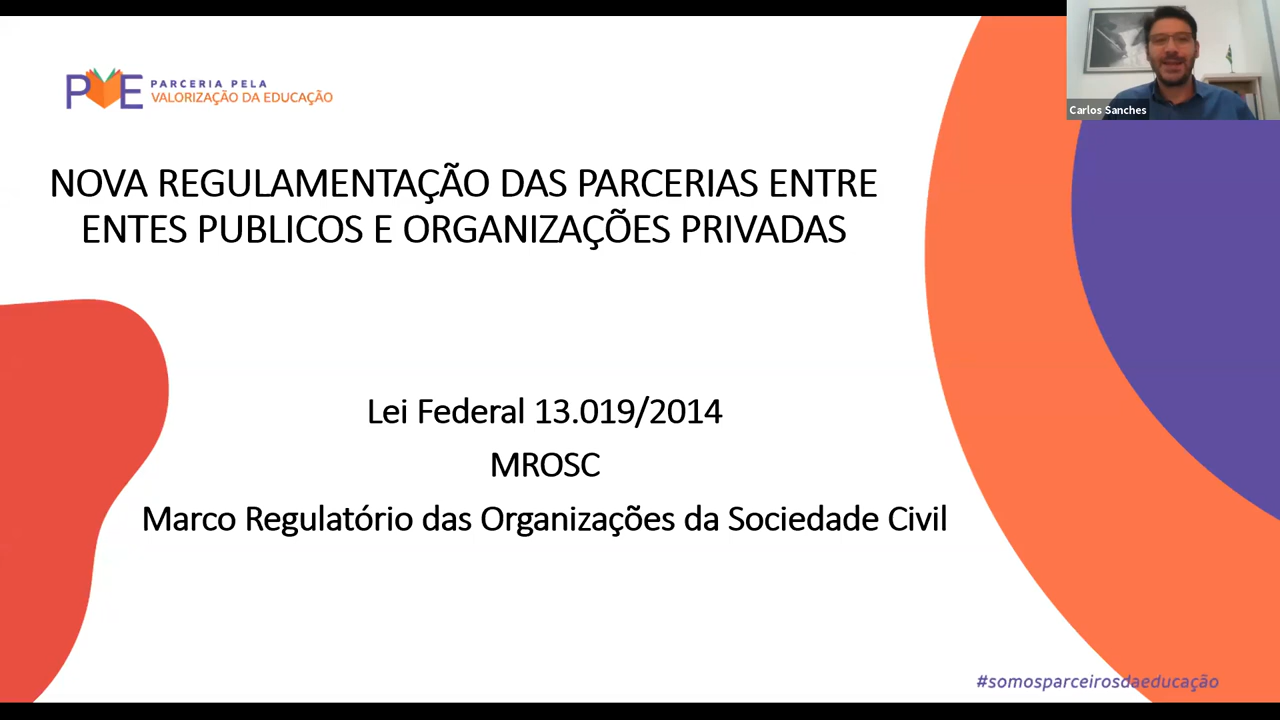 PVE PARCERIA PELA
VALORIZAÇÃO DA EDUCAÇÃO
Carlos Sanches
NOVA REGULAMENTAÇÃO DAS PARCERIAS ENTRE
ENTES PUBLICOS E ORGANIZAÇÕES PRIVADAS
Lei Federal 13.019/2014
MROSC
Marco Regulatório das Organizações da Sociedade Civil
#somosparceirosdaeducação